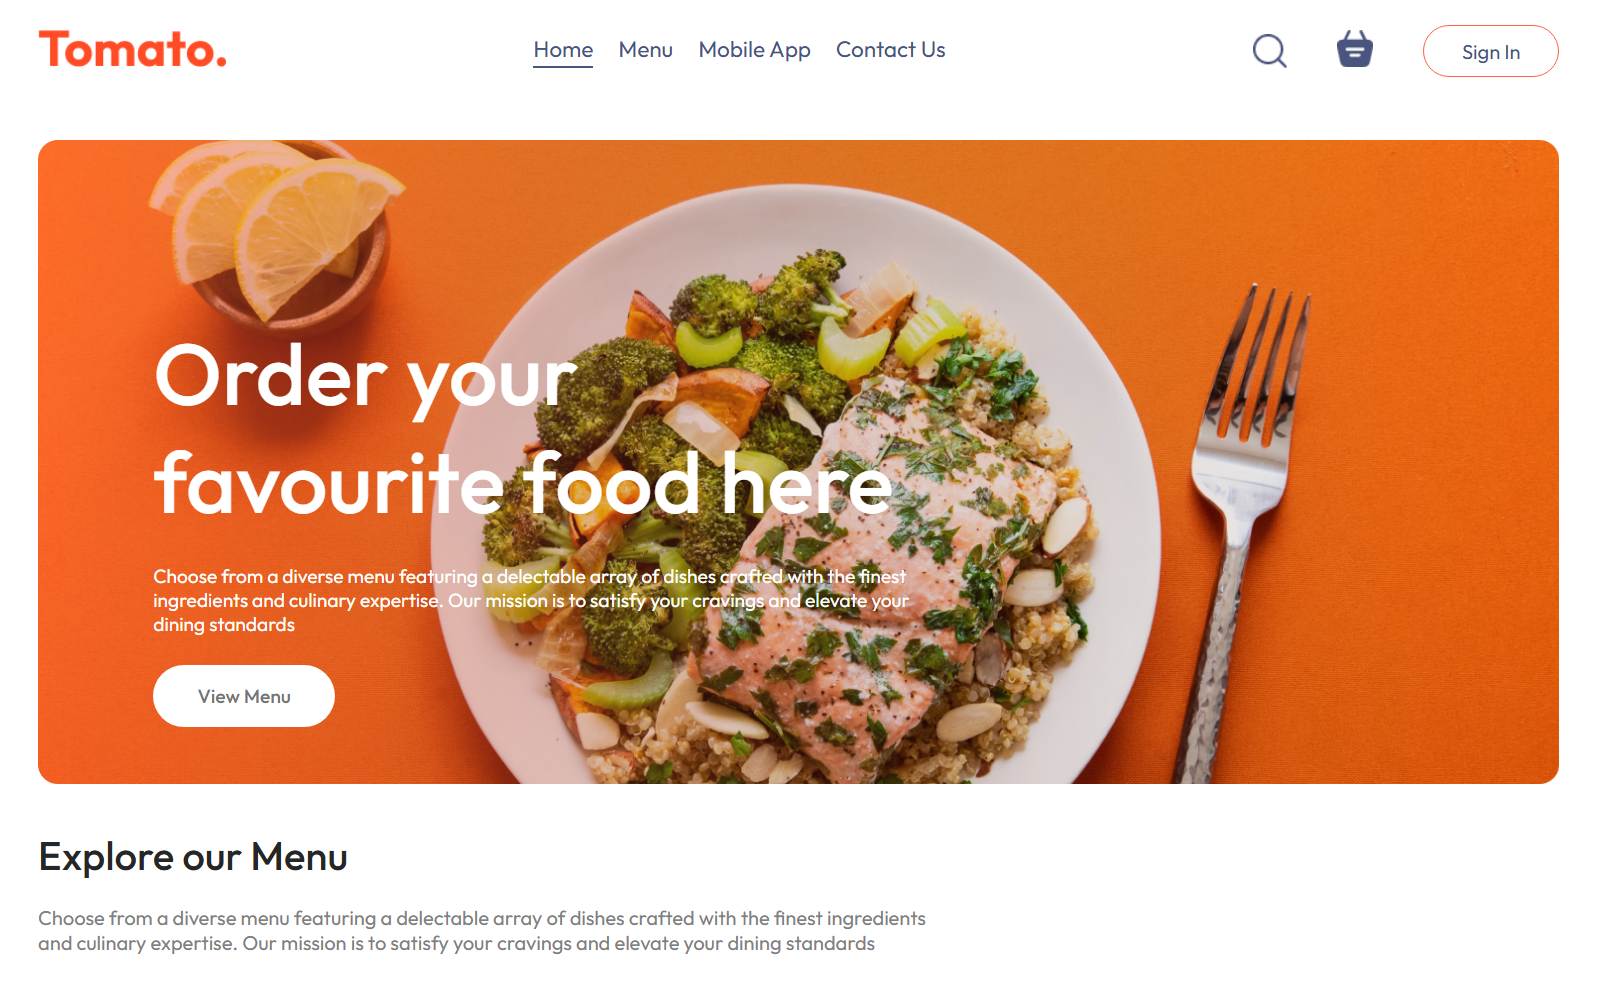 Tomato.
Home Menu Mobile App Contact Us
Sign In
Order your
favourite food here
Choose from a diverse menu featuring a delectable array of dishes crafted with the finest
ingredients and culinary expertise. Our mission is to satisfy your cravings and elevate your
dining standards
View Menu
Explore our Menu
Choose from a diverse menu featuring a delectable array of dishes crafted with the finest ingredients
and culinary expertise. Our mission is to satisfy your cravings and elevate your dining standards